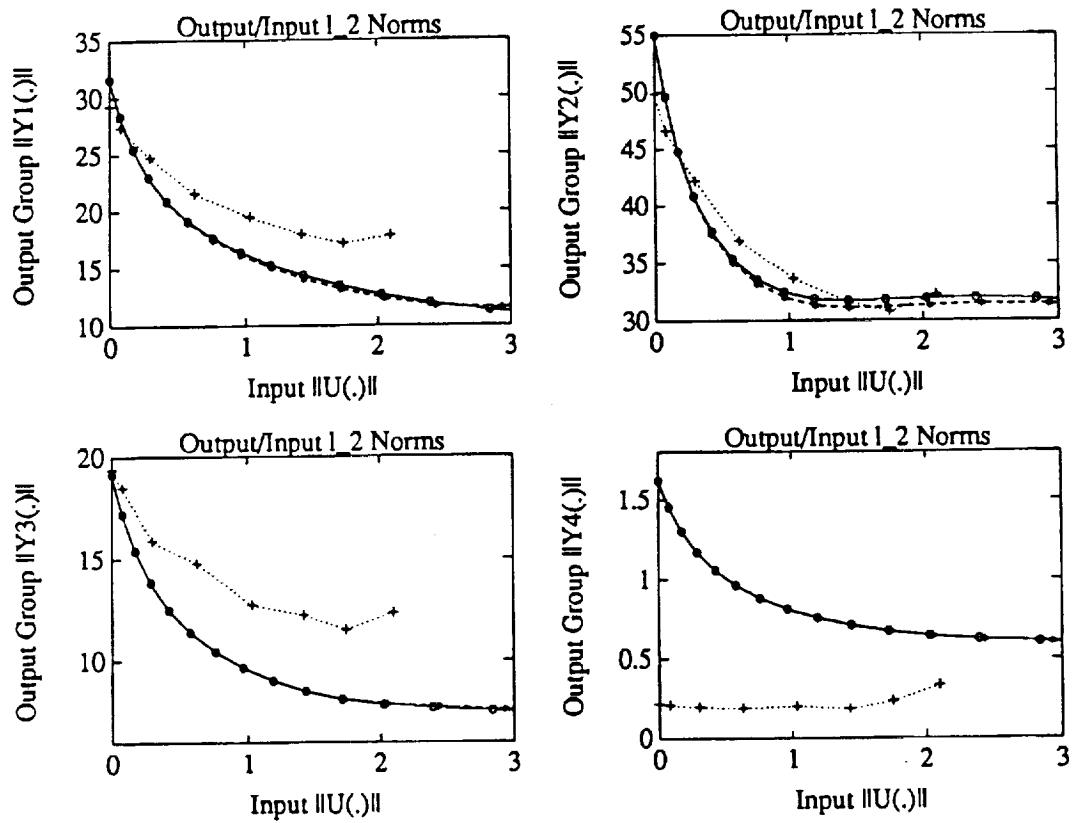 Output/Input l_2 Norms
Output Group ||Y1(.)||
35
30
25
20
15
10
0
1
2
3
Input ||U(.)||
Output/Input l_2 Norms
Output Group ||Y2(.)||
55
50
45
40
35
30
0
1
2
3
Input ||U(.)||
Output/Input l_2 Norms
Output Group ||Y3(.)||
20
15
10
0
1
2
3
Input ||U(.)||
Output/Input l_2 Norms
Output Group ||Y4(.)||
1.5
1
0.5
0
0
1
2
3
Input ||U(.)||